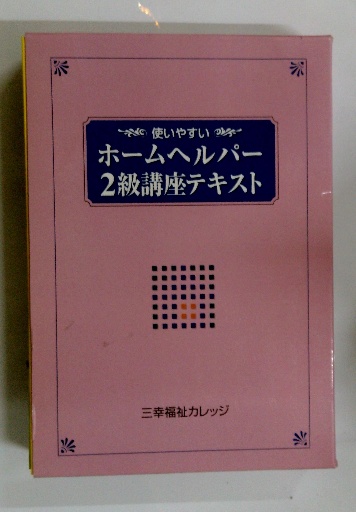 使いやすい
ホームヘルパー
2級講座テキスト
三幸福祉カレッジ